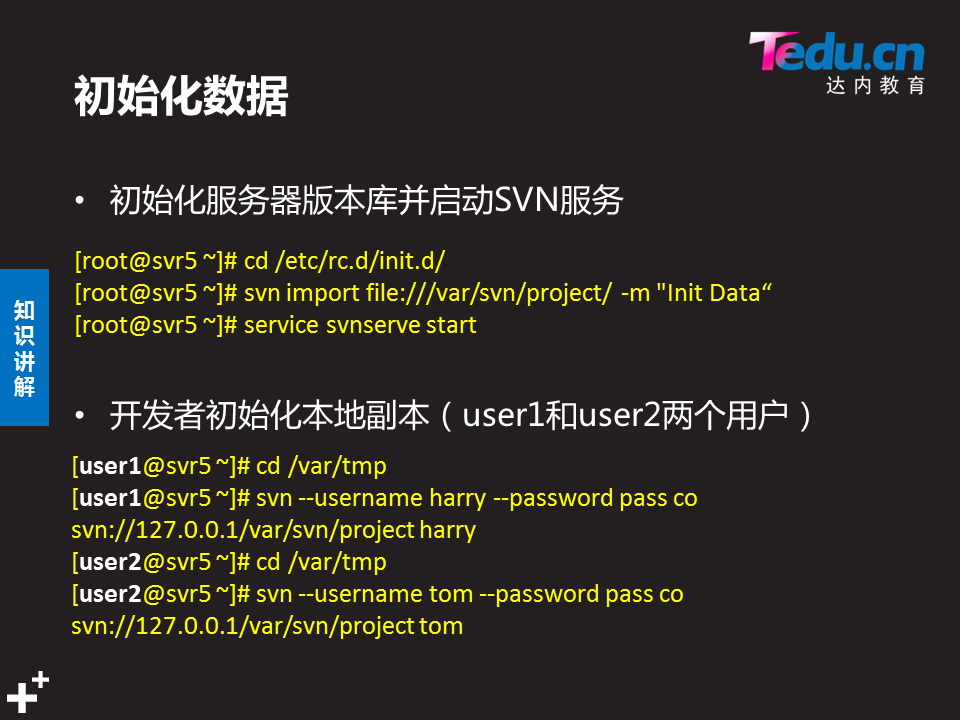 Tedu.cn
达内教育
初始化数据
• 初始化服务器版本库并启动SVN服务
[root@svr5 ~]# cd /etc/rc.d/init.d/
[root@svr5 ~]# svn import file:///var/svn/project/ -m "Init Data“
[root@svr5 ~]# service svnserve start
知识讲解
• 开发者初始化本地副本（user1和user2两个用户）
[user1@svr5 ~]# cd /var/tmp
[user1@svr5 ~]# svn --username harry --password pass co
svn://127.0.0.1/var/svn/project harry
[user2@svr5 ~]# cd /var/tmp
[user2@svr5 ~]# svn --username tom --password pass co
svn://127.0.0.1/var/svn/project tom